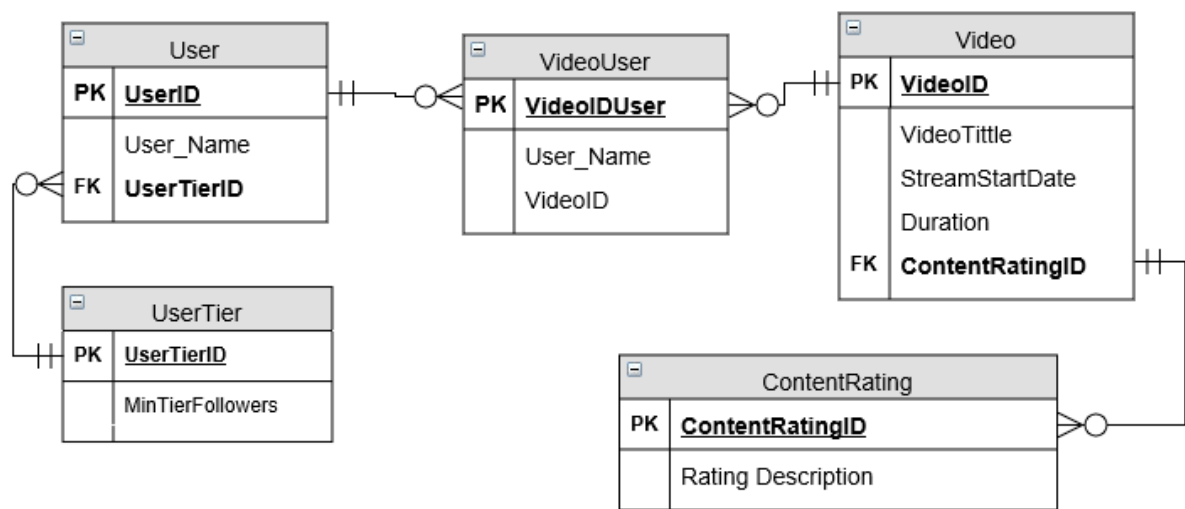 User
PK UserID
User_Name
FK UserTierID
VideoUser
PK VideoIDUser
User_Name
VideoID
Video
PK VideoID
VideoTittle
StreamStartDate
Duration
FK ContentRatingID
UserTier
PK UserTierID
MinTierFollowers
ContentRating
PK ContentRatingID
Rating Description